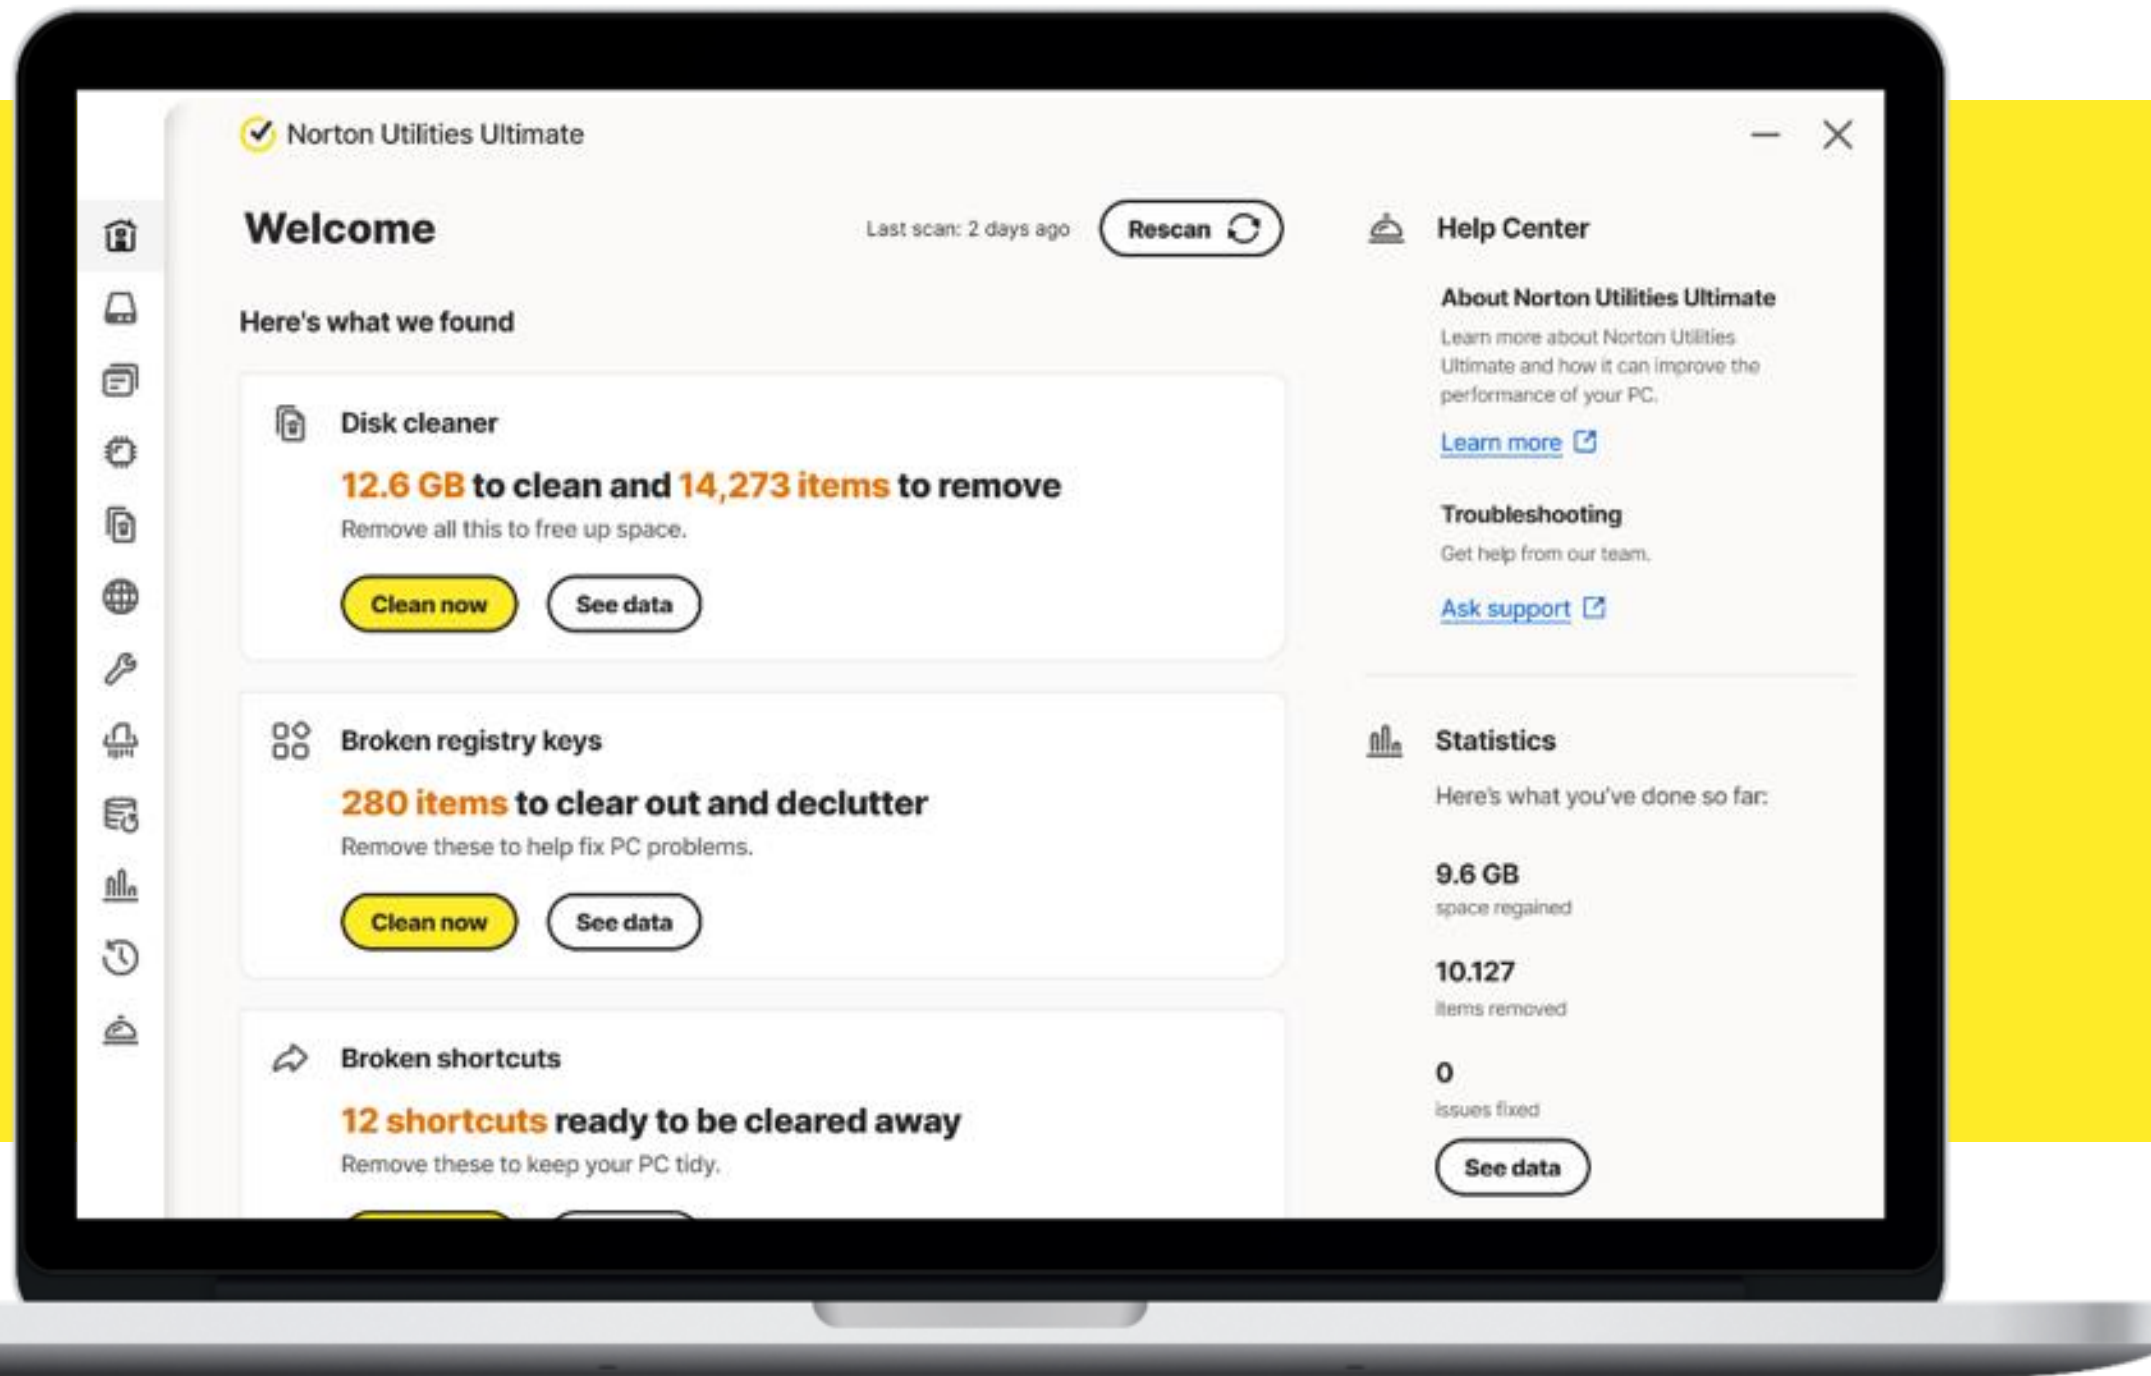 Norton Utilities Ultimate
Welcome
Last scan: 2 days ago
Rescan
Here's what we found
Disk cleaner
12.6 GB to clean and 14,273 items to remove
Remove all this to free up space.
Clean now
See data
Broken registry keys
280 items to clear out and declutter
Remove these to help fix PC problems.
Clean now
See data
Broken shortcuts
12 shortcuts ready to be cleared away
Remove these to keep your PC tidy.
Help Center
About Norton Utilities Ultimate
Learn more about Norton Utilities
Ultimate and how it can improve the
performance of your PC.
Learn more
Troubleshooting
Get help from our team.
Ask support
Statistics
Here's what you've done so far:
9.6 GB
space regained
10.127
items removed
0
issues fixed
See data